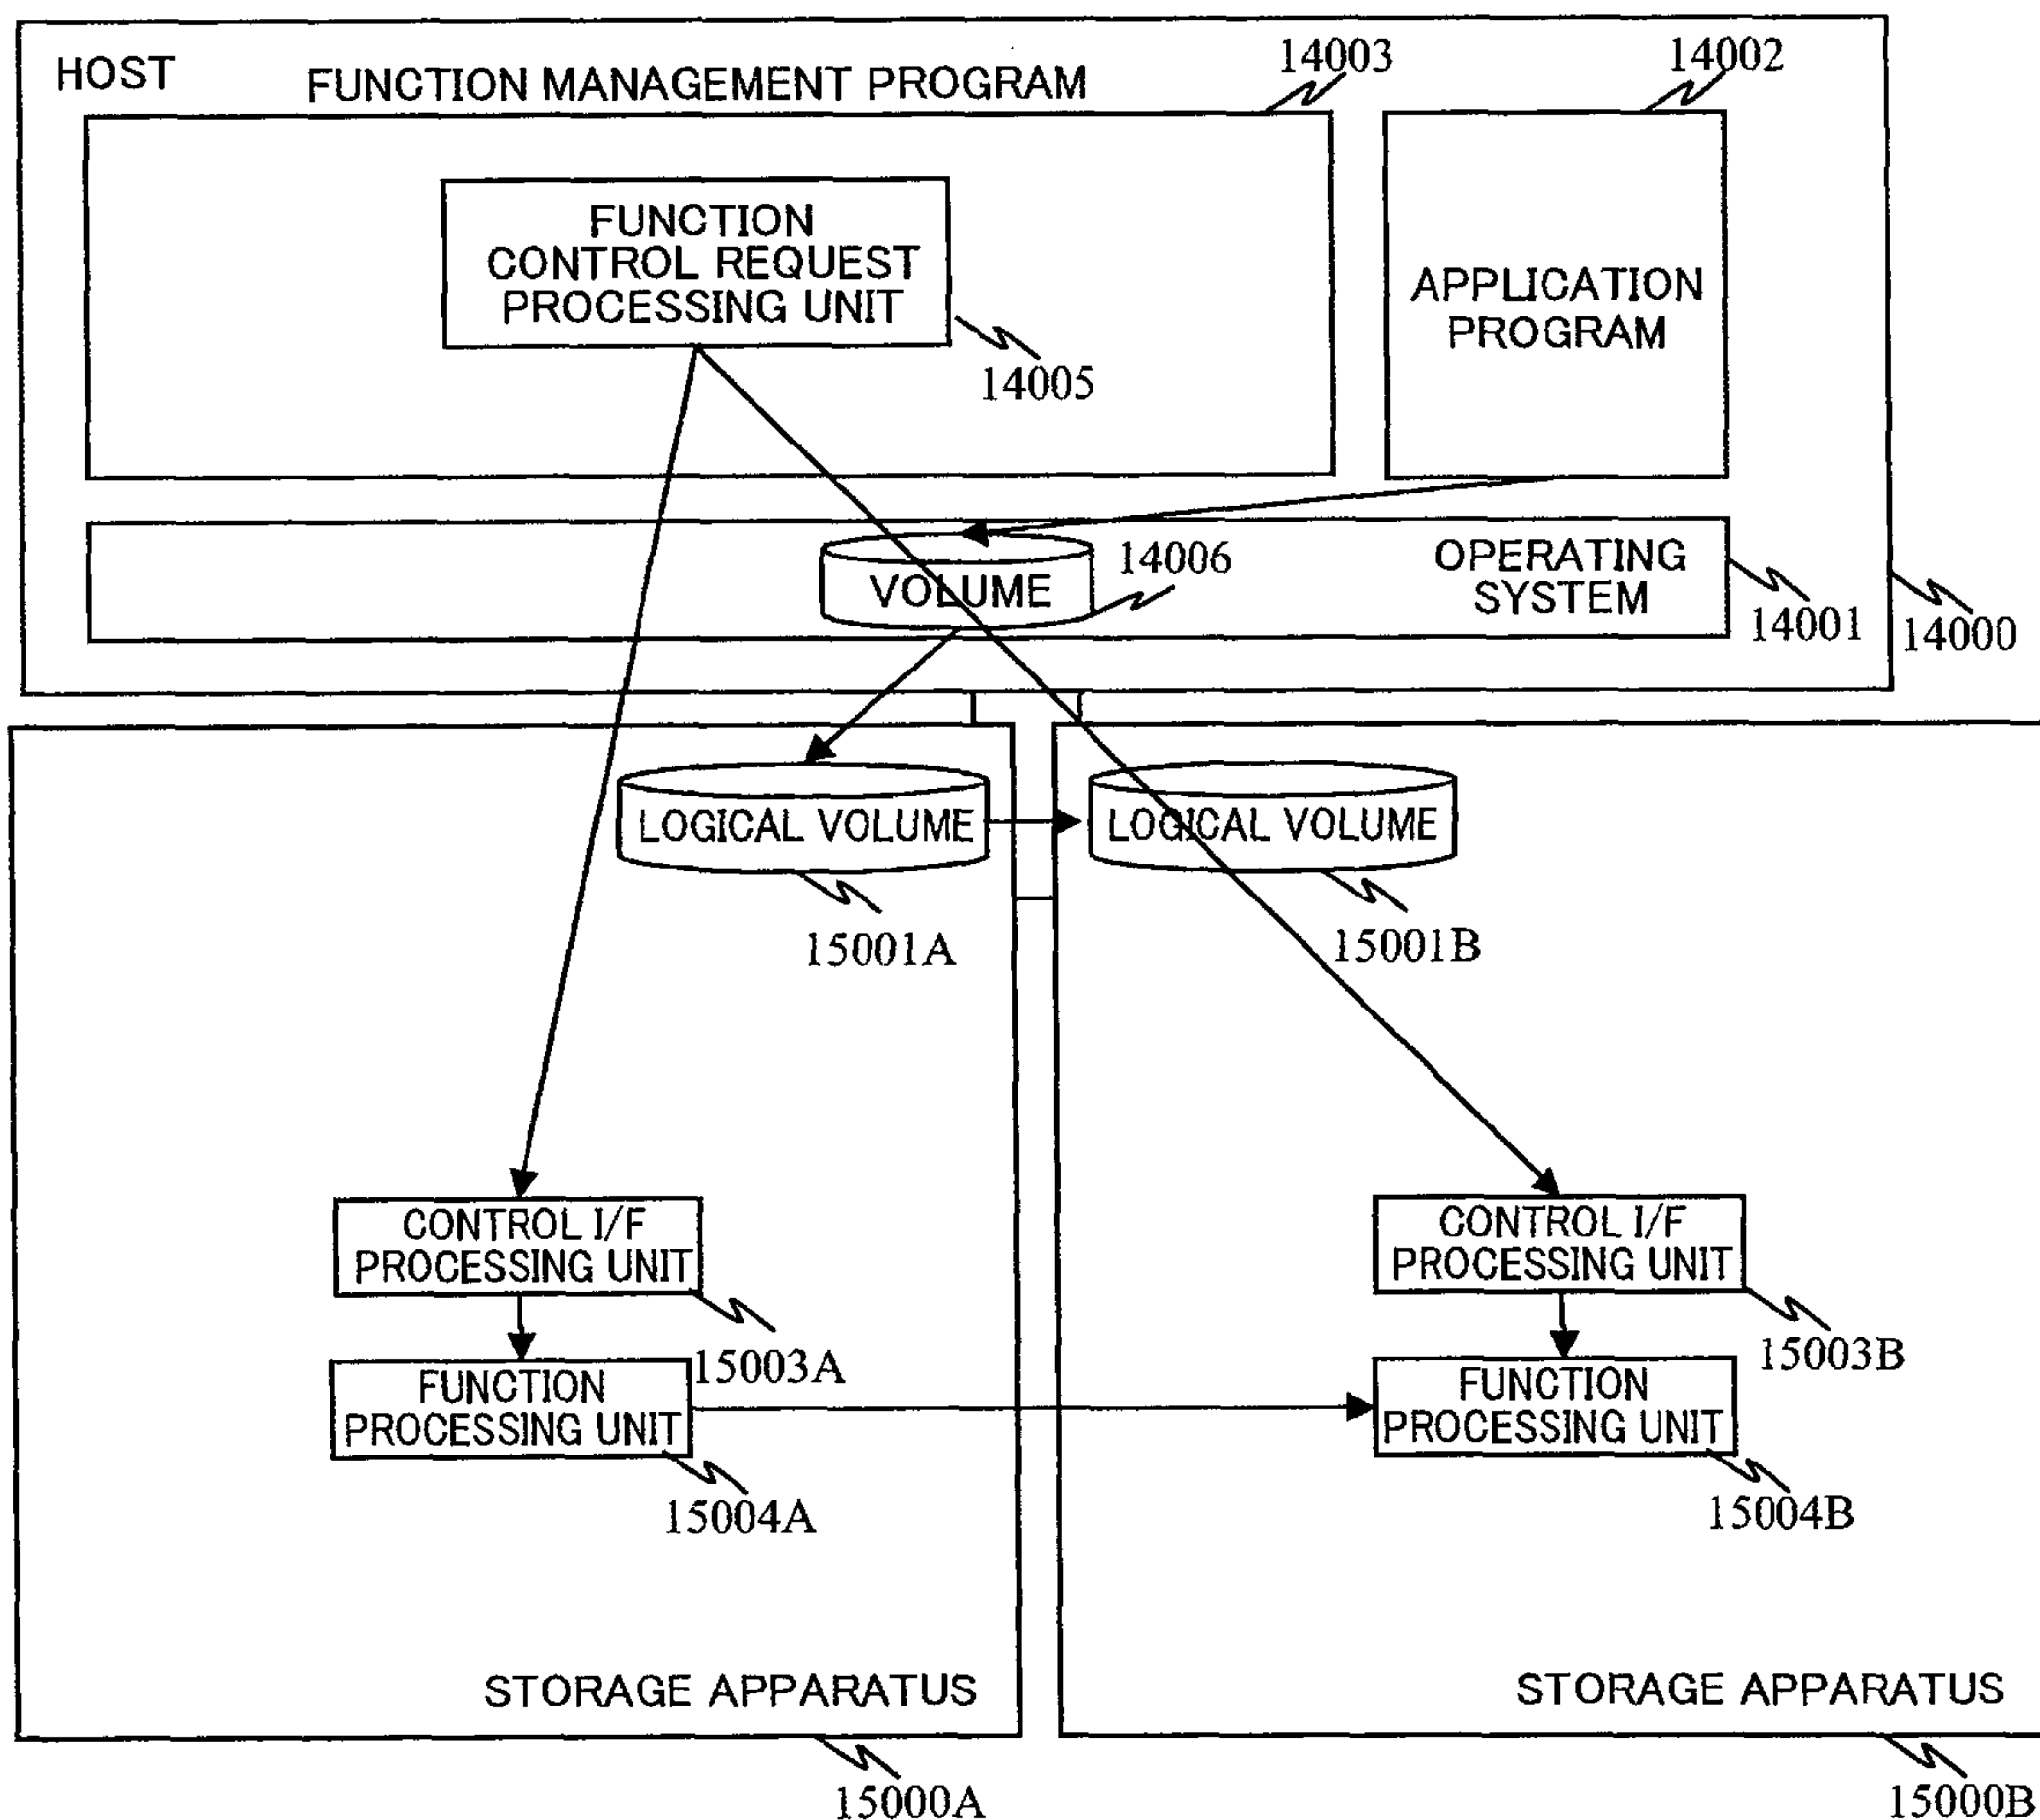 HOST
FUNCTION MANAGEMENT PROGRAM
14003
14002
FUNCTION
CONTROL REQUEST
PROCESSING UNIT
14005
APPLICATION
PROGRAM
VOLUME
14006
OPERATING
SYSTEM
14001
14000
LOGICAL VOLUME
LOGICAL VOLUME
15001A
15001B
CONTROL I/F
PROCESSING UNIT
CONTROL I/F
PROCESSING UNIT
15003A
15003B
FUNCTION
PROCESSING UNIT
FUNCTION
PROCESSING UNIT
15004A
15004B
STORAGE APPARATUS
STORAGE APPARATUS
15000A
15000B